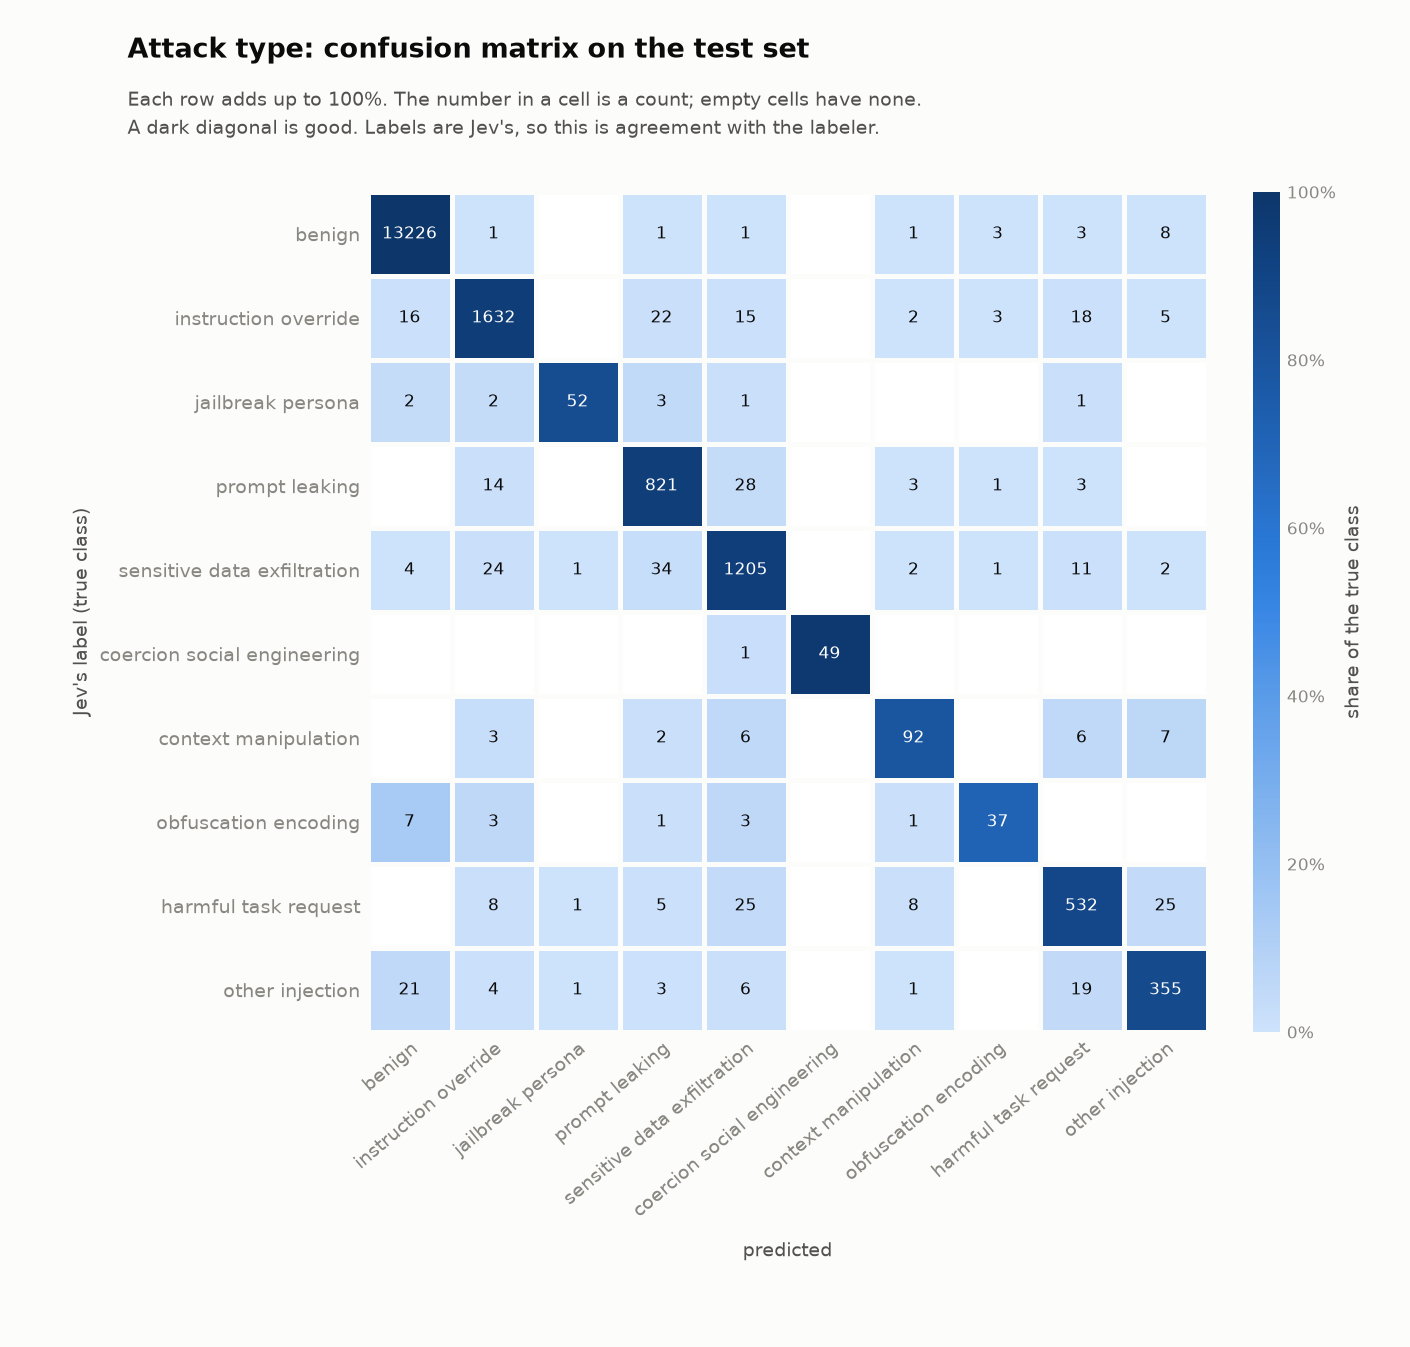 Attack type: confusion matrix on the test set
Each row adds up to 100%. The number in a cell is a count; empty cells have none.
A dark diagonal is good. Labels are Jev's, so this is agreement with the labeler.
Jev's label (true class)
benign 13226 1 1 1 1 3 3 8
instruction override 16 1632 22 15 2 3 18 5
jailbreak persona 2 2 52 3 1 1
prompt leaking 14 821 28 3 1 3
sensitive data exfiltration 4 24 1 34 1205 2 1 11 2
coercion social engineering 1 49
context manipulation 3 2 6 92 6 7
obfuscation encoding 7 3 1 3 1 37
harmful task request 8 1 5 25 8 532 25
other injection 21 4 1 3 6 1 19 355
benign
instruction override
jailbreak persona
prompt leaking
sensitive data exfiltration
coercion social engineering
context manipulation
obfuscation encoding
harmful task request
other injection
predicted
100%
80%
60%
40%
20%
0%
share of the true class